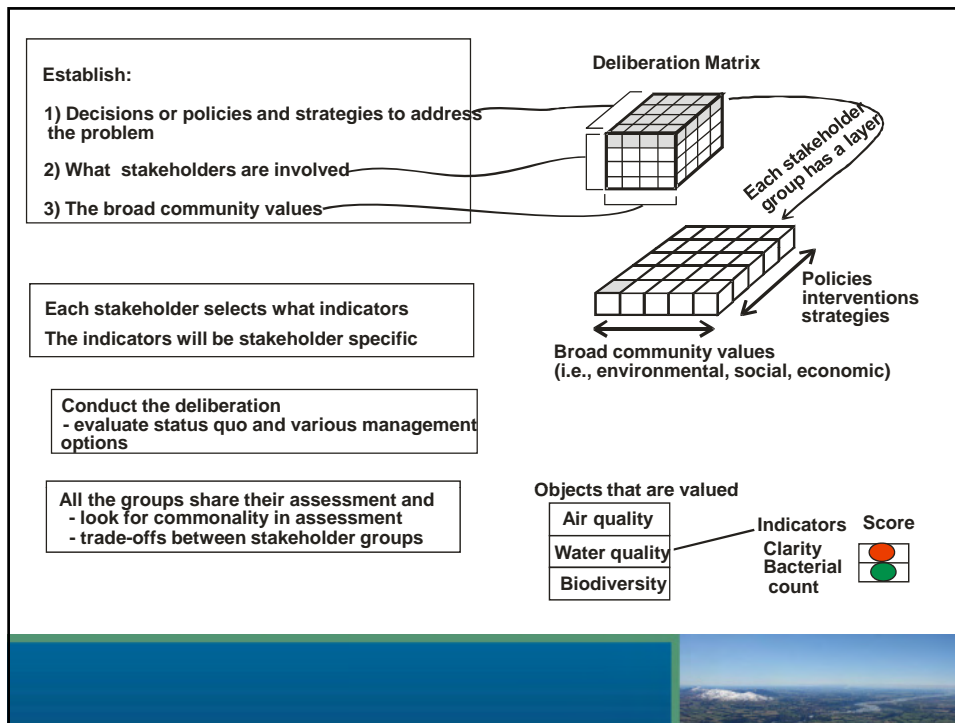 Establish:
1) Decisions or policies and strategies to address
the problem
2) What stakeholders are involved
3) The broad community values
Deliberation Matrix
Each stakeholder
group has a layer
Policies
interventions
strategies
Broad community values
(i.e., environmental, social, economic)
Each stakeholder selects what indicators
The indicators will be stakeholder specific
Conduct the deliberation
- evaluate status quo and various management
options
All the groups share their assessment and
- look for commonality in assessment
- trade-offs between stakeholder groups
Objects that are valued
Air quality
Water quality
Biodiversity
Indicators
Clarity
Bacterial
count
Score